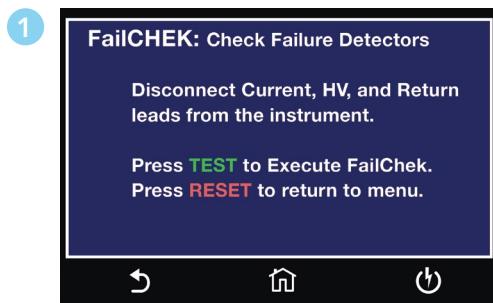 1
FailCHEK: Check Failure Detectors
Disconnect Current, HV, and Return
leads from the instrument.
Press TEST to Execute FailChek.
Press RESET to return to menu.